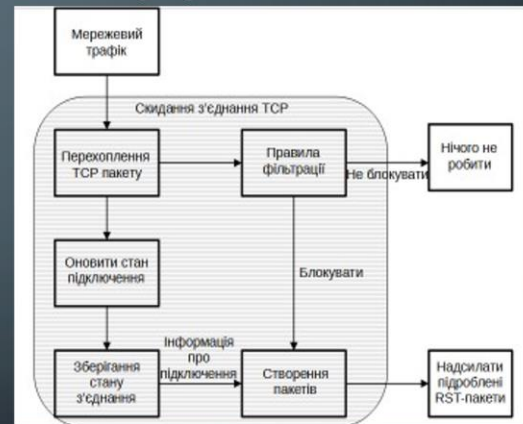 Мережевий
трафік
Скидання з'єднання TCP
Перехоплення
TCP пакету
Правила
фільтрації
Не блокувати
Нічого не
робити
Оновити стан
підключення
Блокувати
Зберігання
стану
з'єднання
Інформація
про
підключення
Створення
пакетів
Надсилати
підроблені
RST-пакети